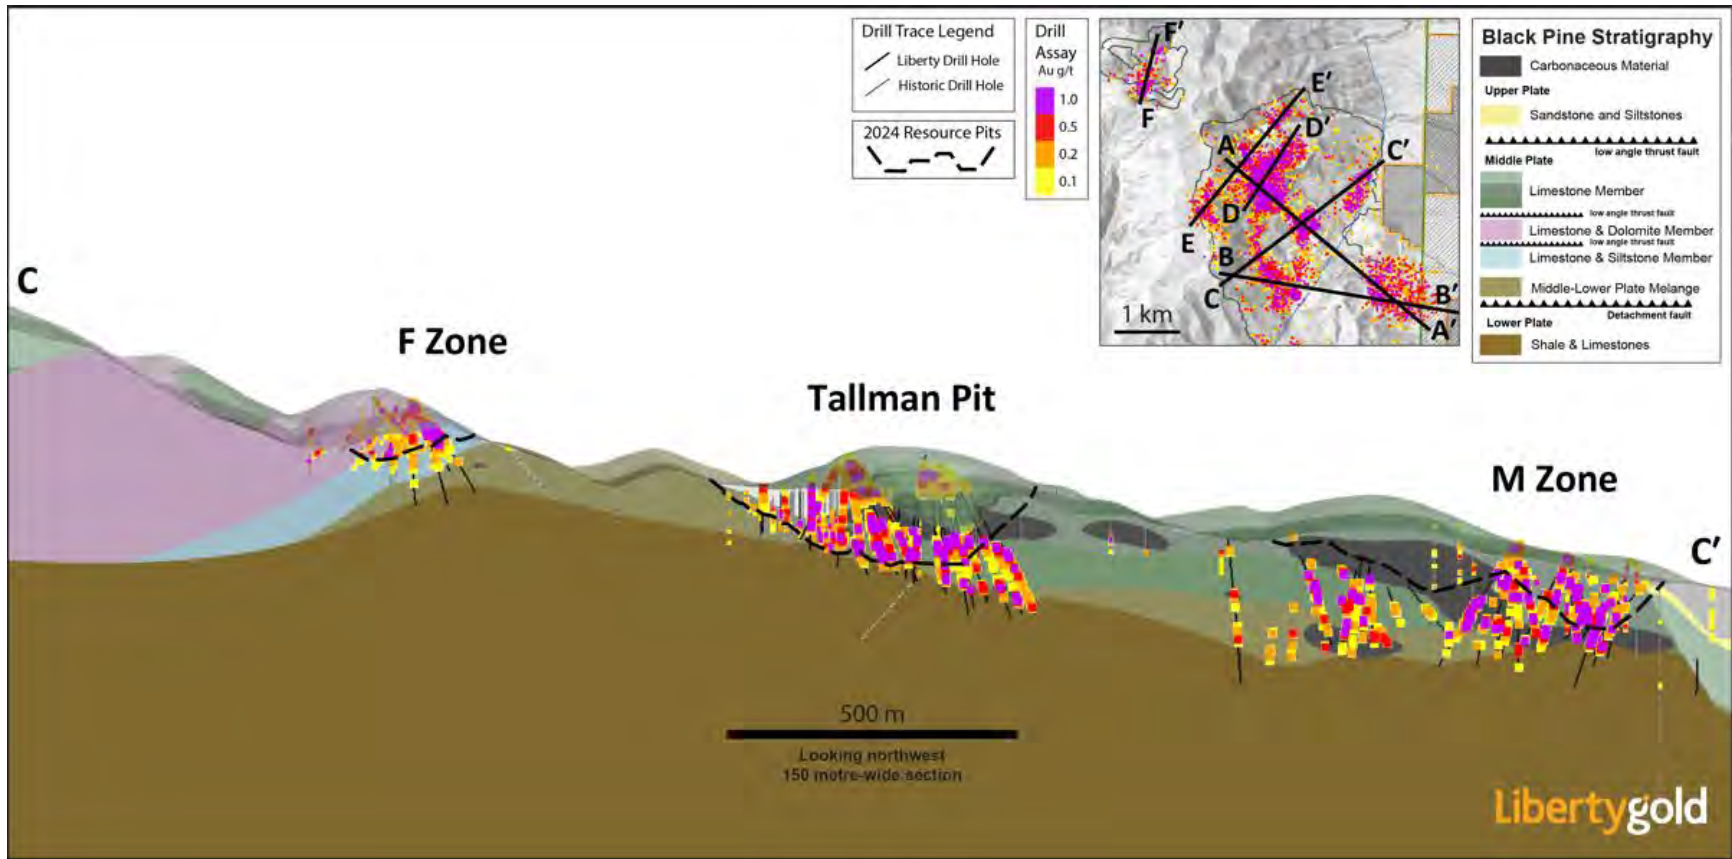 Drill Trace Legend
Liberty Drill Hole
Historic Drill Hole
2024 Resource Pits
Drill
Assay
Au g/t
1.0
0.5
0.2
0.1
F'
F
E'
D'
A
C'
D
E
B
C
B'
A'
1 km
Black Pine Stratigraphy
Carbonaceous Material
Upper Plate
Sandstone and Siltstones
low angle thrust fault
Middle Plate
Limestone Member
low angle thrust fault
Limestone & Dolomite Member
low angle thrust fault
Limestone & Siltstone Member
Middle-Lower Plate Melange
Detachment fault
Lower Plate
Shale & Limestones
C
F Zone
Tallman Pit
M Zone
C'
500 m
Looking northwest
150 metre-wide section
Libertygold